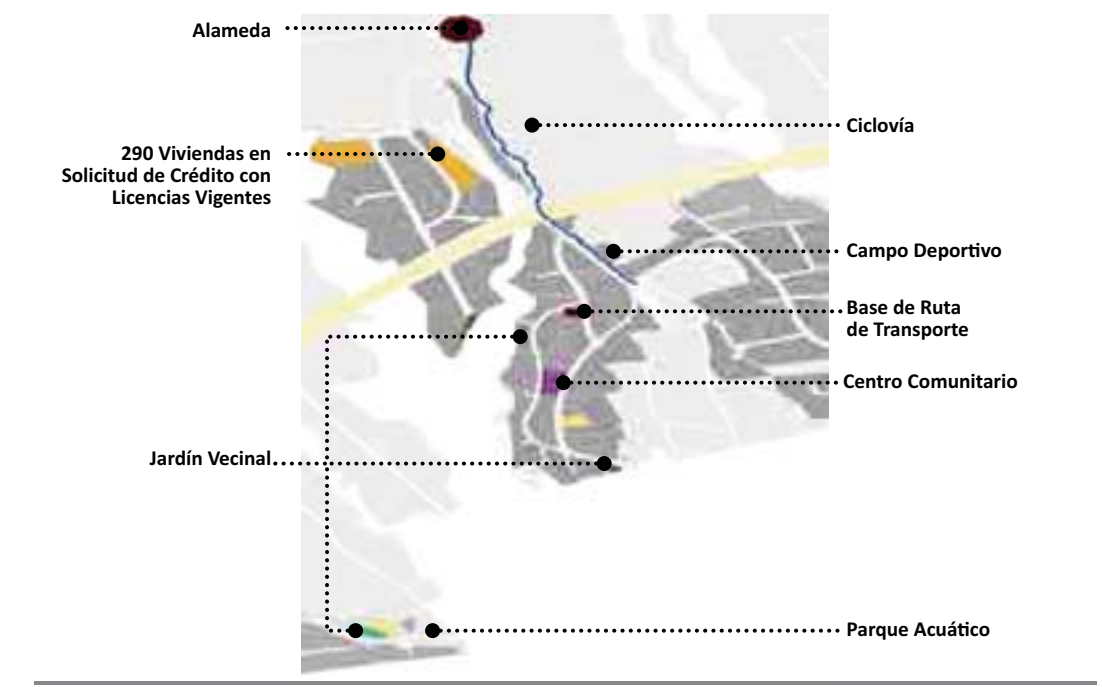 Alameda
Ciclovía
290 Viviendas en
Solicitud de Crédito con
Licencias Vigentes
Campo Deportivo
Base de Ruta
de Transporte
Centro Comunitario
Jardín Vecinal
Parque Acuático